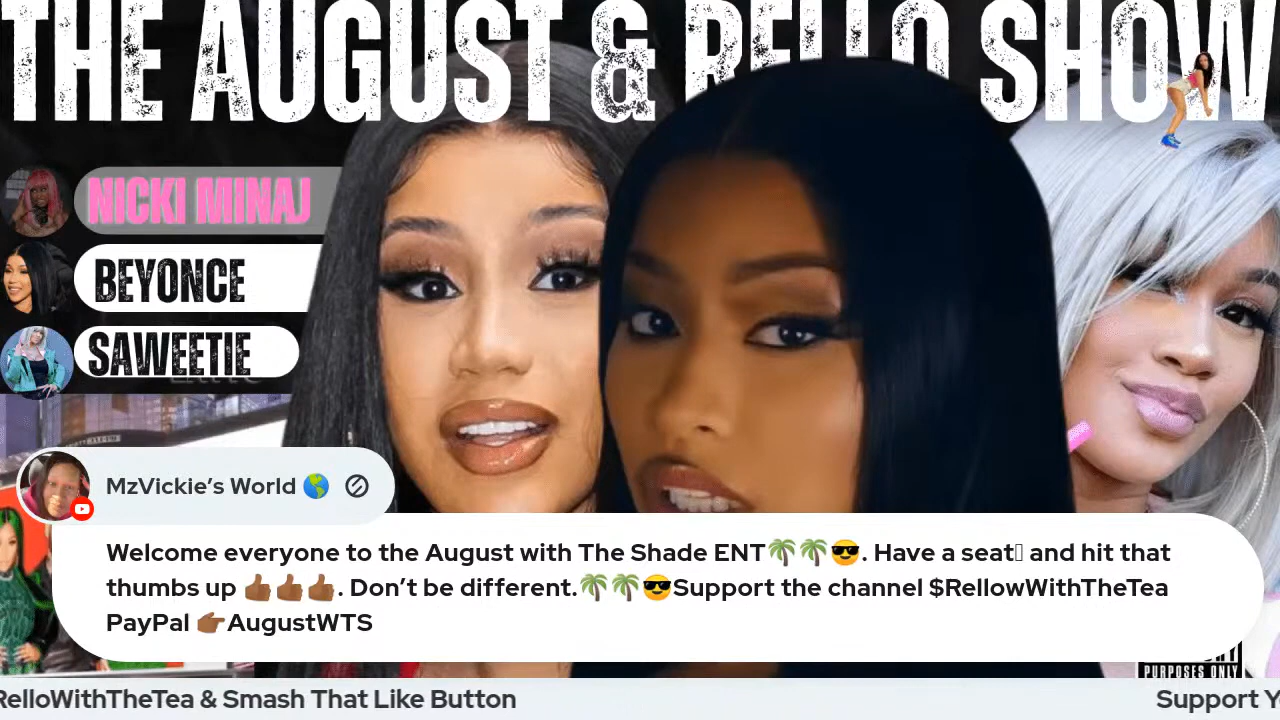 THE AUGUST & RELLO SHOW
NICKI MINAJ
BEYONCE
SAWEETIE
MzVickie’s World 🌎
Welcome everyone to the August with The Shade ENT🌴🌴😎. Have a seat▯ and hit that
thumbs up 👍🏾👍🏾👍🏾. Don’t be different.🌴🌴😎Support the channel $RellowWithTheTea
PayPal 👉🏾AugustWTS
PURPOSES ONLY
RelloWithTheTea & Smash That Like Button
Support